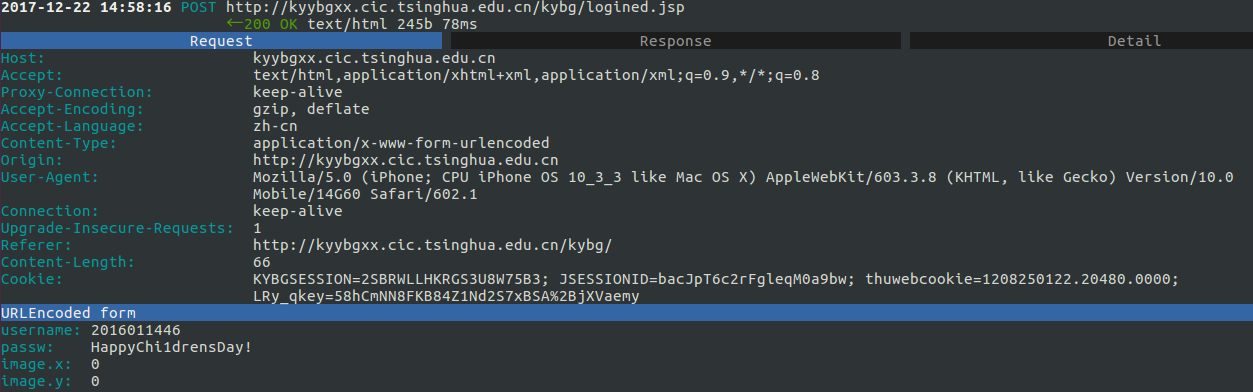 2017-12-22 14:58:16 POST http://kyybgxx.cic.tsinghua.edu.cn/kybg/logined.jsp
←200 OK text/html 245b 78ms
Request Response Detail
Host: kyybgxx.cic.tsinghua.edu.cn
Accept: text/html,application/xhtml+xml,application/xml;q=0.9,*/*;q=0.8
Proxy-Connection: keep-alive
Accept-Encoding: gzip, deflate
Accept-Language: zh-cn
Content-Type: application/x-www-form-urlencoded
Origin: http://kyybgxx.cic.tsinghua.edu.cn
User-Agent: Mozilla/5.0 (iPhone; CPU iPhone OS 10_3_3 like Mac OS X) AppleWebKit/603.3.8 (KHTML, like Gecko) Version/10.0
Mobile/14G60 Safari/602.1
Connection: keep-alive
Upgrade-Insecure-Requests: 1
Referer: http://kyybgxx.cic.tsinghua.edu.cn/kybg/
Content-Length: 66
Cookie: KYBGSESSION=2SBRWLLHKRGS3U8W75B3; JSESSIONID=bacJpT6c2rFgleqM0a9bw; thuwebcookie=1208250122.20480.0000;
LRy_qkey=58hCmNN8FKB84Z1Nd2S7xBSA%2BjXVaemy
URLEncoded form
username: 2016011446
passw: HappyChi1drensDay!
image.x: 0
image.y: 0